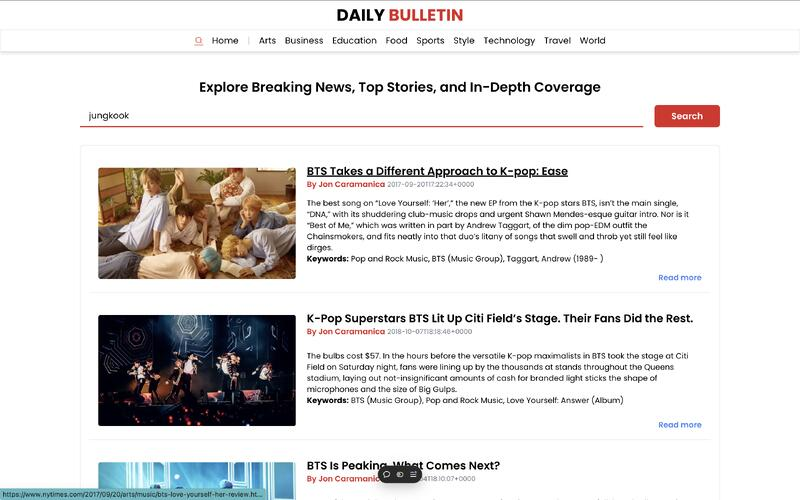 DAILY BULLETIN
Home | Arts Business Education Food Sports Style Technology Travel World
Explore Breaking News, Top Stories, and In-Depth Coverage
jungkook
Search
BTS Takes a Different Approach to K-pop: Ease
By Jon Caramanica 2017-09-20T17:22:34+0000
The best song on “Love Yourself: ‘Her’,” the new EP from the K-pop stars BTS, isn’t the main single,
“DNA,” with its shuddering club-music drops and urgent Shawn Mendes-esque guitar intro. Nor is it
“Best of Me,” which was written in part by Andrew Taggart, of the dim pop-EDM outfit the
Chainsmokers, and fits neatly into that duo’s litany of songs that swell and throb yet still feel like
dirges.
Keywords: Pop and Rock Music, BTS (Music Group), Taggart, Andrew (1989- )
Read more
K-Pop Superstars BTS Lit Up Citi Field’s Stage. Their Fans Did the Rest.
By Jon Caramanica 2018-10-07T18:18:48+0000
The bulbs cost $57. In the hours before the versatile K-pop maximalists in BTS took the stage at Citi
Field on Saturday night, fans were lining up by the thousands at stands throughout the Queens
stadium, laying out not-insignificant amounts of cash for branded light sticks the shape of
microphones and the size of Big Gulps.
Keywords: BTS (Music Group), Pop and Rock Music, Love Yourself: Answer (Album)
Read more
BTS Is Peaking. What Comes Next?
By Jon Caramanica
https://www.nytimes.com/2017/09/20/arts/music/bts-love-yourself-her-review.ht...